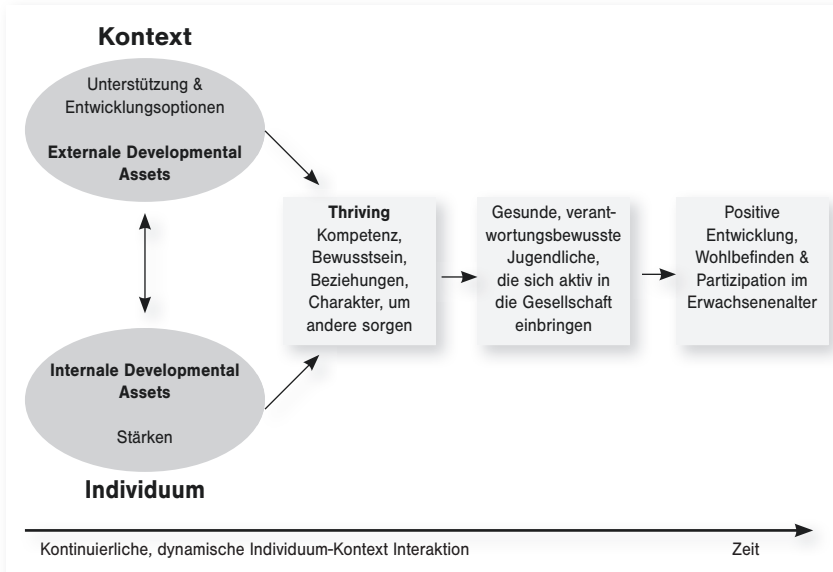 Kontext
Unterstützung &
Entwicklungsoptionen
Externale Developmental
Assets
Internale Developmental
Assets
Stärken
Individuum
Thriving
Kompetenz,
Bewusstsein,
Beziehungen,
Charakter, um
andere sorgen
Gesunde, verant-
wortungsbewusste
Jugendliche,
die sich aktiv in
die Gesellschaft
einbringen
Positive
Entwicklung,
Wohlbefinden &
Partizipation im
Erwachsenenalter
Kontinuierliche, dynamische Individuum-Kontext Interaktion
Zeit